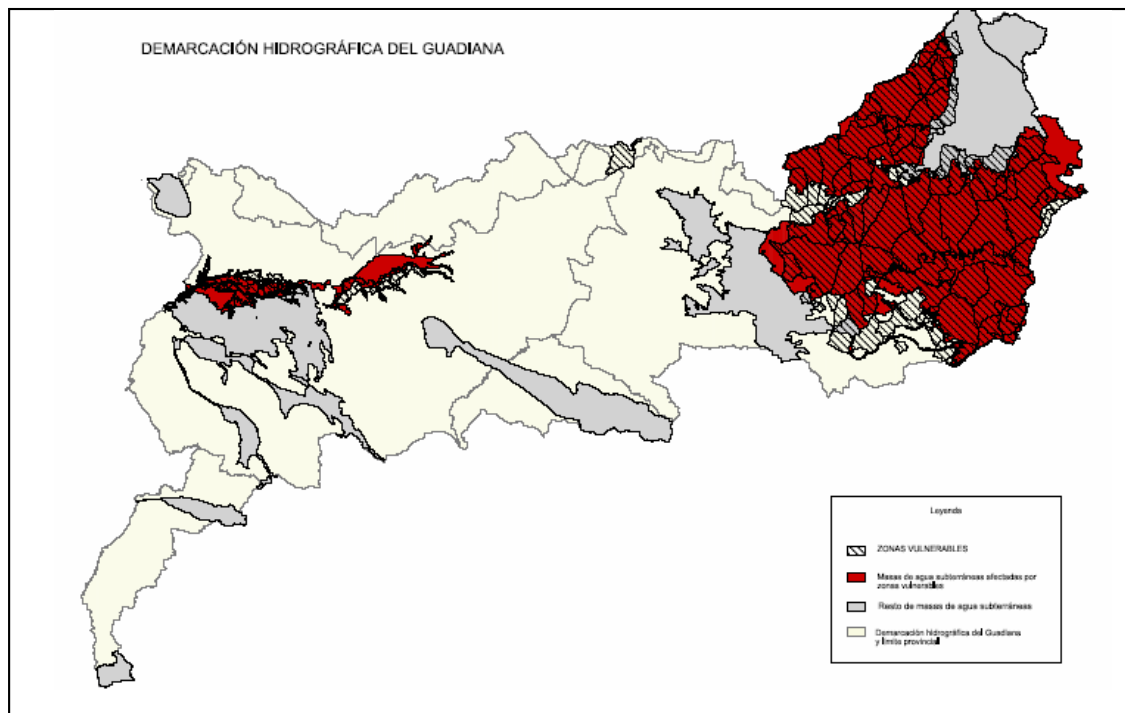 DEMARCACIÓN HIDROGRÁFICA DEL GUADIANA
Leyenda
ZONAS VULNERABLES
Masas de agua subterráneas afectadas por
zonas vulnerables
Resto de masas de agua subterráneas
Demarcación hidrográfica del Guadiana
y límite provincial